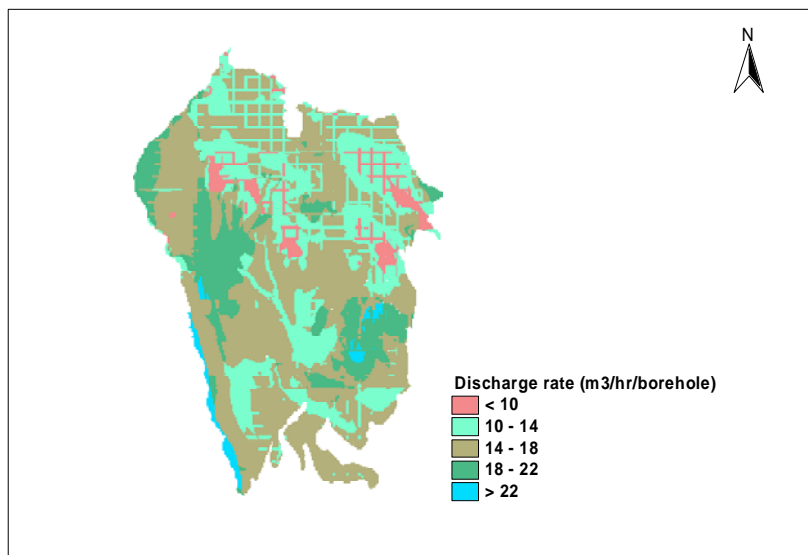 N
Discharge rate (m3/hr/borehole)
< 10
10 - 14
14 - 18
18 - 22
> 22